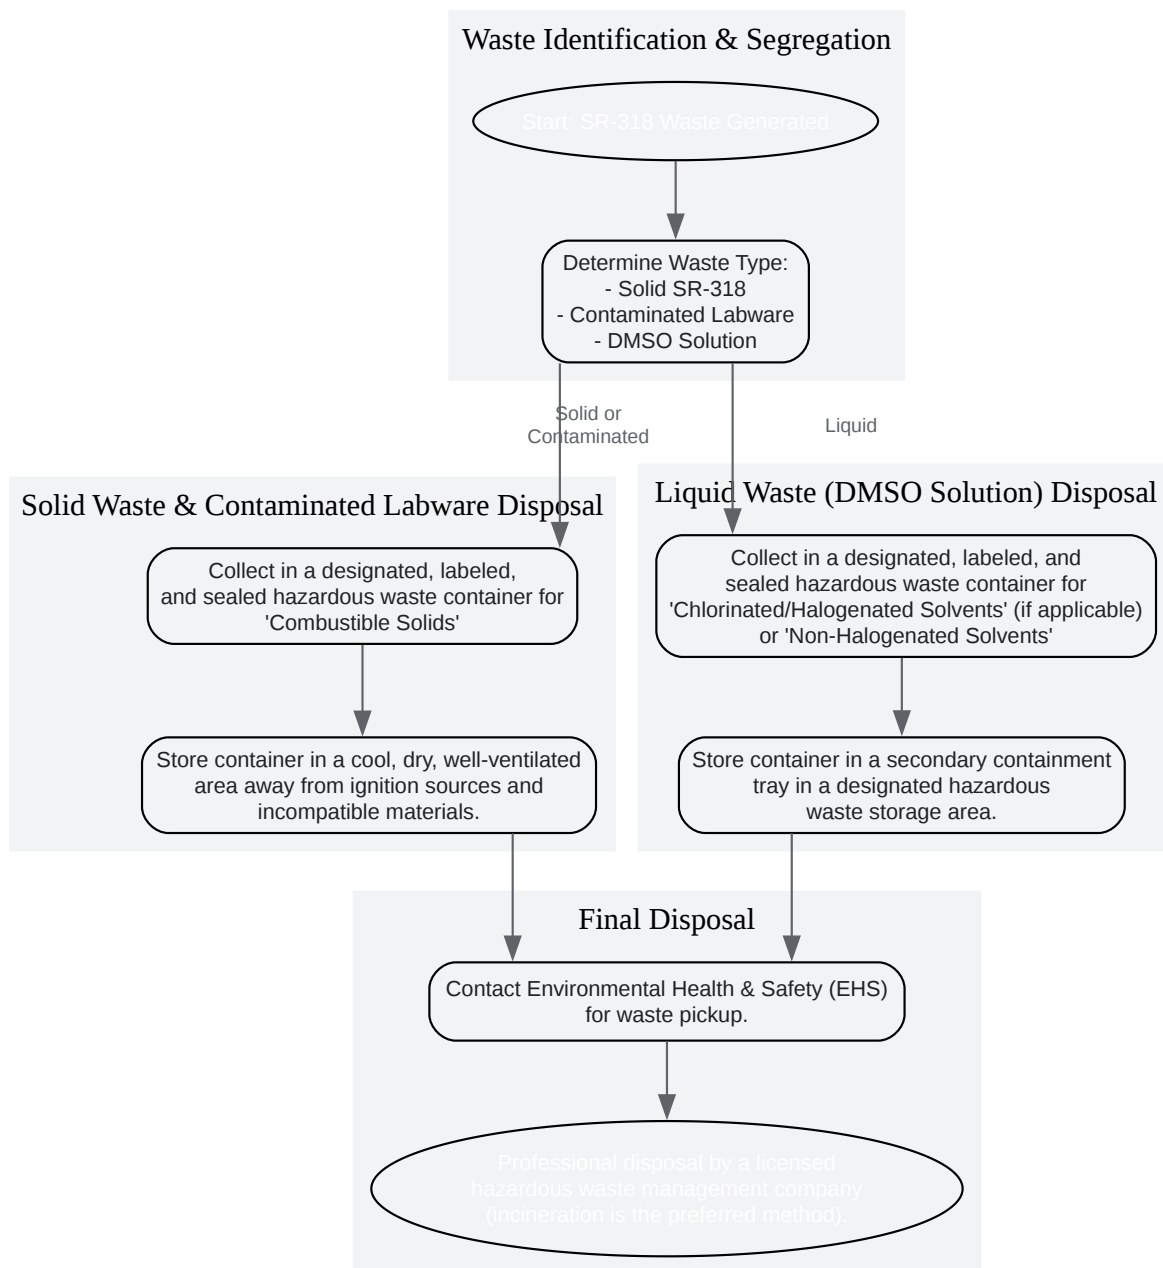 Waste Identification & Segregation
Start: SR-318 Waste Generated
Determine Waste Type:
- Solid SR-318
- Contaminated Labware
- DMSO Solution
Solid or
Contaminated
Liquid
Solid Waste & Contaminated Labware Disposal
Collect in a designated, labeled,
and sealed hazardous waste container for
'Combustible Solids'
Store container in a cool, dry, well-ventilated
area away from ignition sources and
incompatible materials.
Liquid Waste (DMSO Solution) Disposal
Collect in a designated, labeled, and
sealed hazardous waste container for
'Chlorinated/Halogenated Solvents' (if applicable)
or 'Non-Halogenated Solvents'
Store container in a secondary containment
tray in a designated hazardous
waste storage area.
Final Disposal
Contact Environmental Health & Safety (EHS)
for waste pickup.
Professional disposal by a licensed
hazardous waste management company
(incineration is the preferred method).